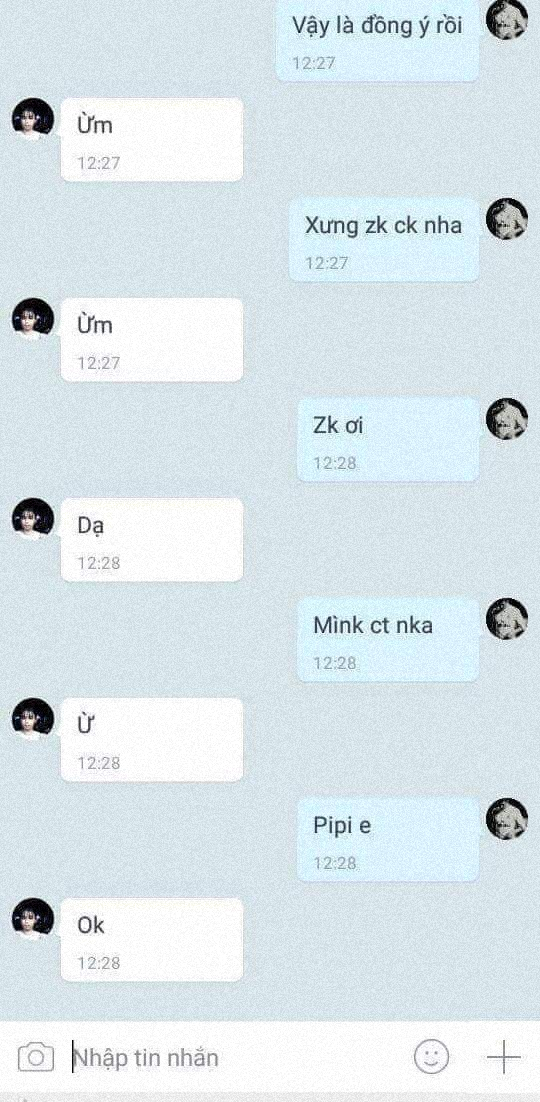 Vậy là đồng ý rồi
12:27
Ừm
12:27
Xưng zk ck nha
12:27
Ừm
12:27
Zk ơi
12:28
Dạ
12:28
Mình ct nka
12:28
Ừ
12:28
Pipi e
12:28
Ok
12:28
Nhập tin nhắn